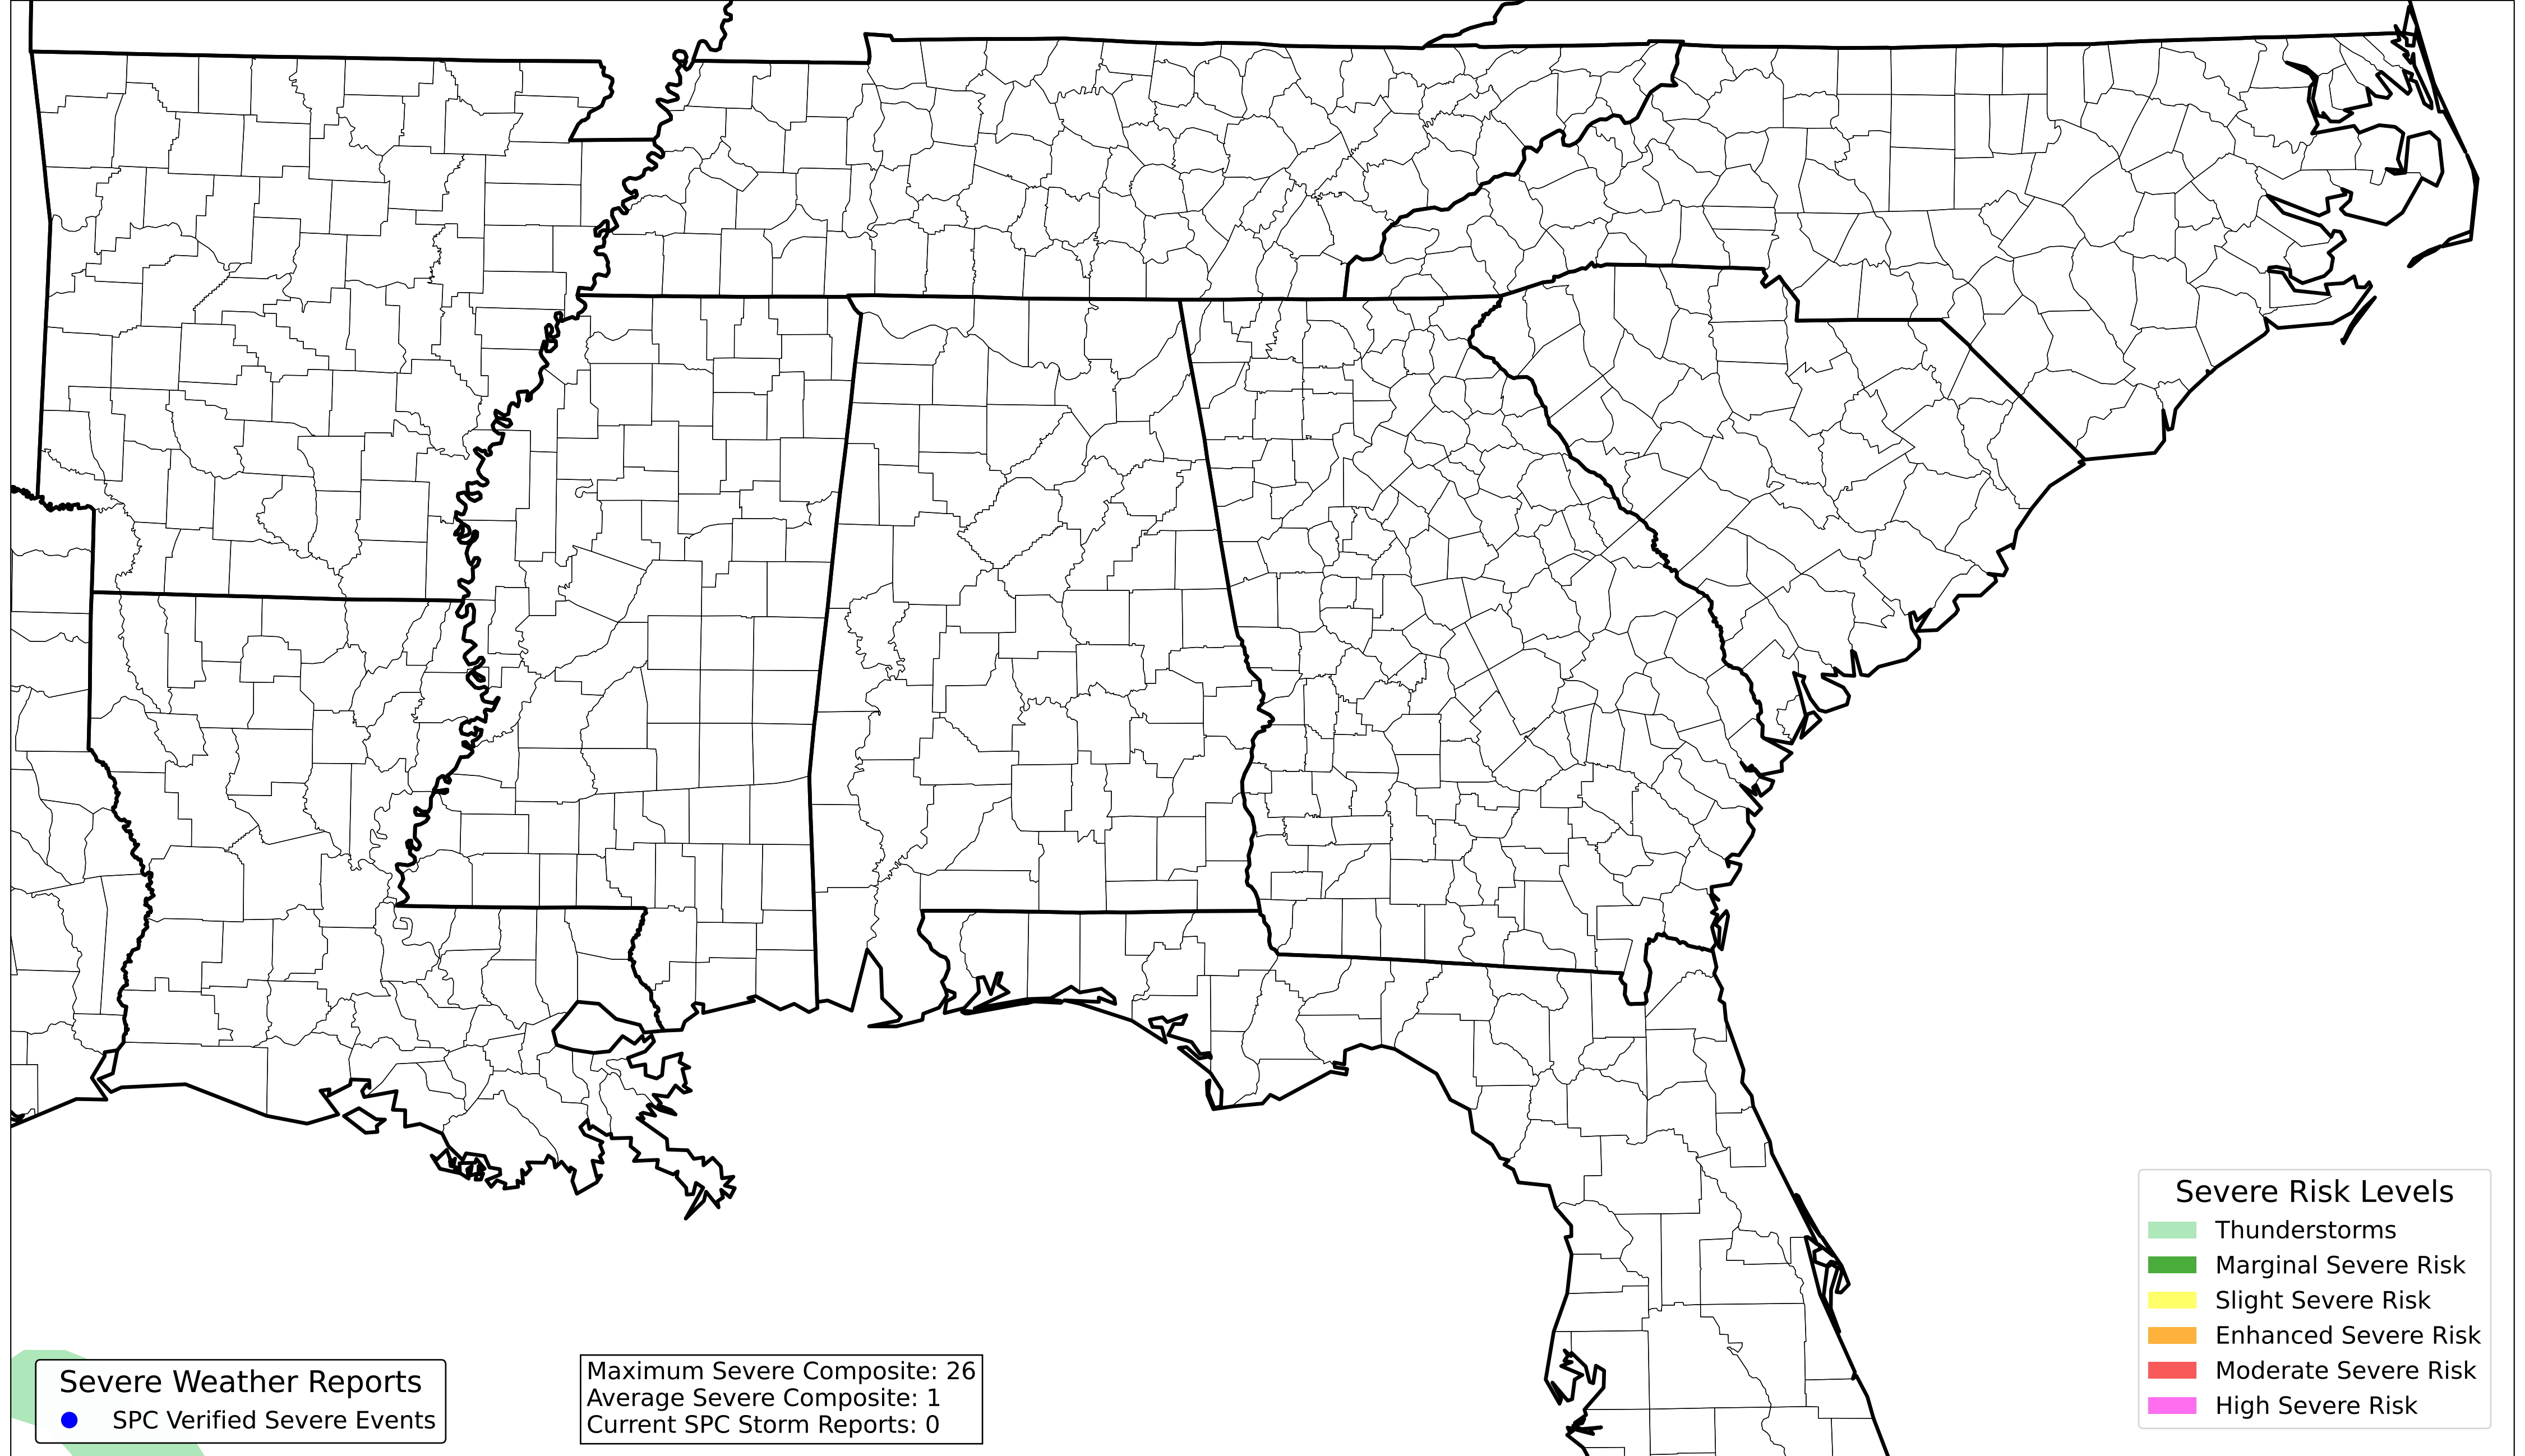 Severe Weather Reports
SPC Verified Severe Events
Maximum Severe Composite: 26
Average Severe Composite: 1
Current SPC Storm Reports: 0
Severe Risk Levels
Thunderstorms
Marginal Severe Risk
Slight Severe Risk
Enhanced Severe Risk
Moderate Severe Risk
High Severe Risk